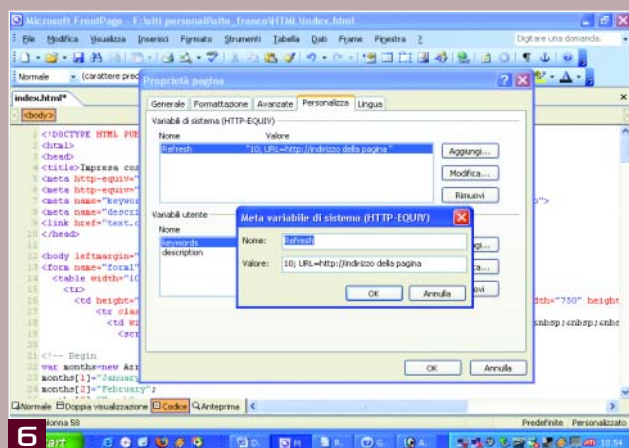 Microsoft FrontPage - F:\siti personali\sito_franco\HTML\index.html
File Modifica Visualizza Inserisci Formato Strumenti Tabella Dati Frame Finestra ?
Digitare una domanda.
Normale (carattere pred
index.html*
<body>
Proprietà pagina
Generale Formattazione Avanzate Personalizza Lingua
Variabili di sistema (HTTP-EQUIV)
Nome Valore
Refresh "10; URL=http://indirizzo della pagina "
Aggiungi...
Modifica...
Rimuovi
Variabili utente
Nome
keywords
description
Meta variabile di sistema (HTTP-EQUIV)
Nome: Refresh
Valore: 10; URL=http://indirizzo della pagina
OK Annulla
OK Annulla
1 <!DOCTYPE HTML PUB
2 <html>
3 <head>
4 <title>Impresa cos
5 <meta http-equiv="
6 <meta http-equiv="
7 <meta name="keywor
8 <meta name="descri
9 <link href="text.c
10 </head>
11
12 <body leftmargin="
13 <form name="form1"
14 <table width="10
15 <tr>
16 <td height="
17 <tr clas
18 <td wi
19 <scr
20
21 <!-- Begin
22 var months=new Arr
23 months[1]="January
24 months[2]="February";
Normale Doppia visualizzazione Codice Anteprima
Predefinite Personalizzato
start
10.54
6